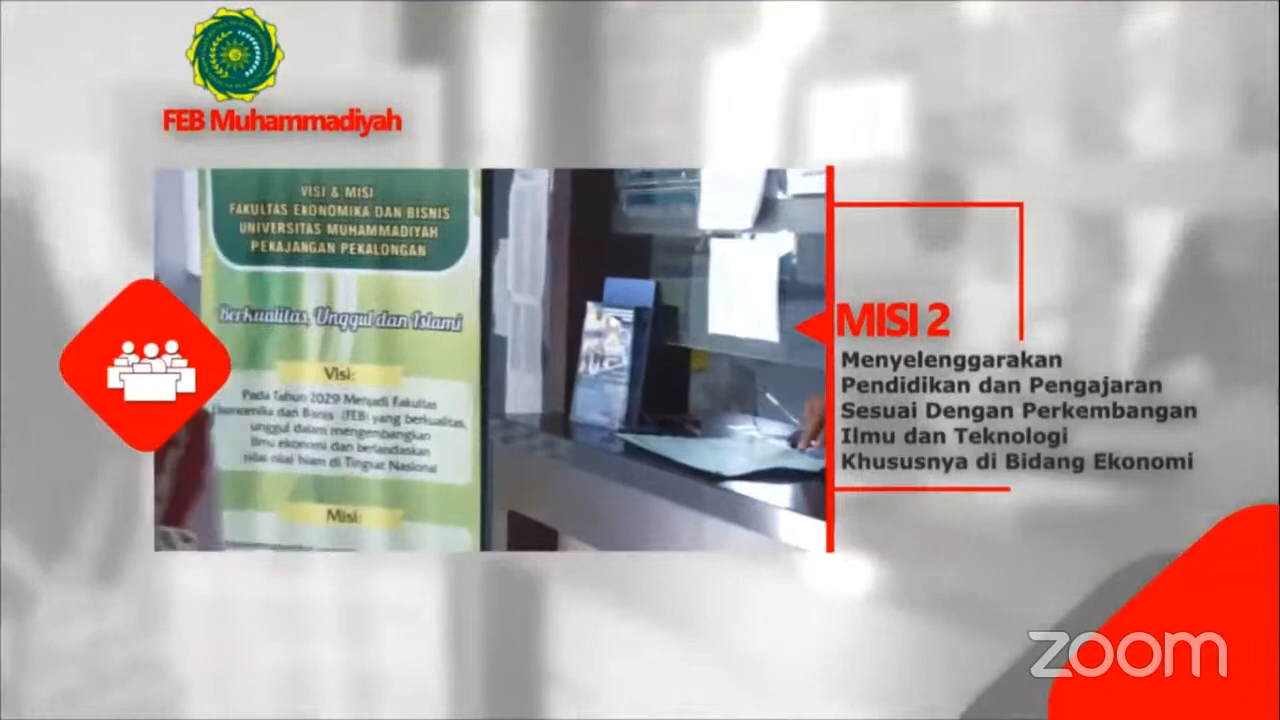 FEB Muhammadiyah
VISI & MISI
FAKULTAS EKONOMIKA DAN BISNIS
UNIVERSITAS MUHAMMADIYAH
PEKAJANGAN PEKALONGAN
Berkualitas, Unggul dan Islami
Visi:
Pada Tahun 2029 Menjadi Fakultas
Ekonomika dan Bisnis (FEB) yang berkualitas,
unggul dalam mengembangkan
Ilmu ekonomi dan berlandaskan
nilai nilai Islam di Tingkat Nasional
Misi:
MISI 2
Menyelenggarakan
Pendidikan dan Pengajaran
Sesuai Dengan Perkembangan
Ilmu dan Teknologi
Khususnya di Bidang Ekonomi
zoom